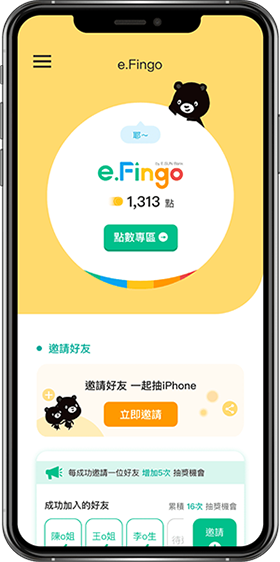 e.Fingo
耶~
by E.SUN Bank
e.Fingo
1,313 點
點數專區
邀請好友
邀請好友 一起抽iPhone
立即邀請
每成功邀請一位好友 增加5次 抽獎機會
成功加入的好友 累積 16次 抽獎機會
陳o姐 王o姐 李o生 待 邀請